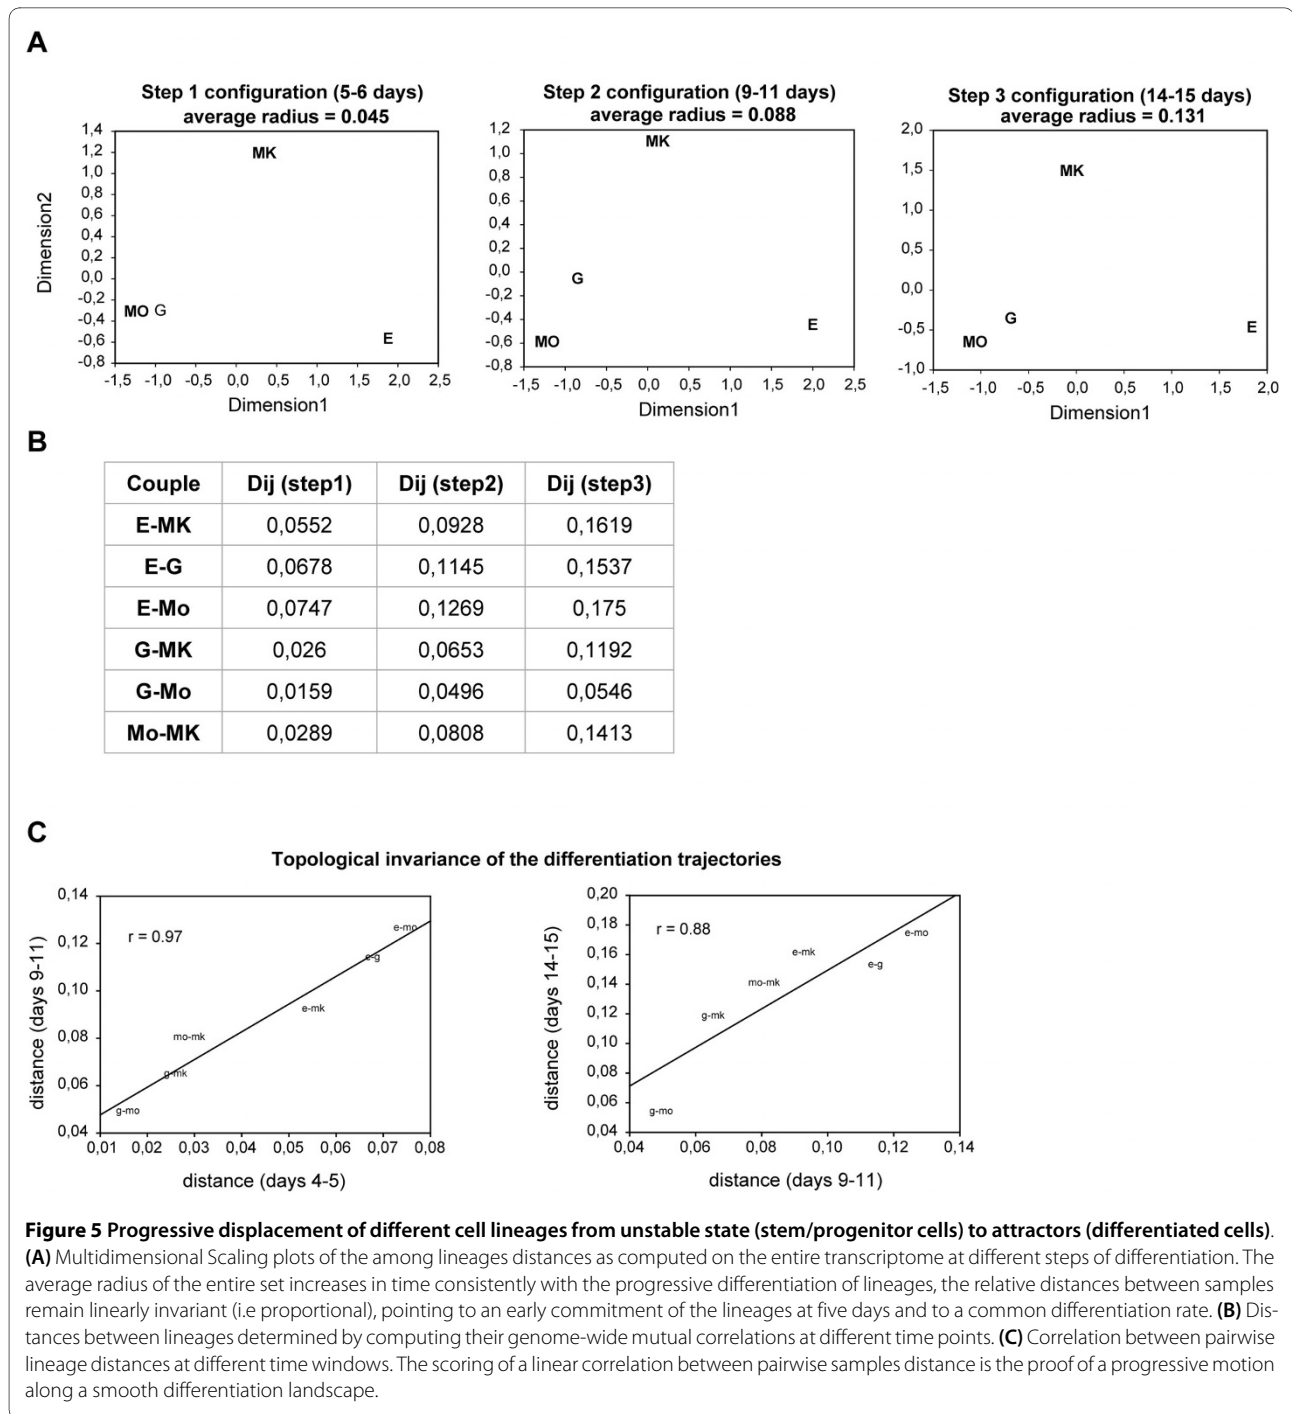 A
Step 1 configuration (5-6 days)
average radius = 0.045
Step 2 configuration (9-11 days)
average radius = 0.088
Step 3 configuration (14-15 days)
average radius = 0.131
1,4
1,2
1,0
0,8
0,6
0,4
0,2
0,0
-0,2
-0,4
-0,6
-0,8
Dimension2
MK
MO G
E
-1,5 -1,0 -0,5 0,0 0,5 1,0 1,5 2,0 2,5
Dimension1
1,2
1,0
0,8
0,6
0,4
0,2
0,0
-0,2
-0,4
-0,6
-0,8
MK
G
E
MO
-1,5 -1,0 -0,5 0,0 0,5 1,0 1,5 2,0 2,5
Dimension1
2,0
1,5
1,0
0,5
0,0
-0,5
-1,0
MK
G
E
MO
-1,5 -1,0 -0,5 0,0 0,5 1,0 1,5 2,0
Dimension1
B
Couple Dij (step1) Dij (step2) Dij (step3)
E-MK 0,0552 0,0928 0,1619
E-G 0,0678 0,1145 0,1537
E-Mo 0,0747 0,1269 0,175
G-MK 0,026 0,0653 0,1192
G-Mo 0,0159 0,0496 0,0546
Mo-MK 0,0289 0,0808 0,1413
C
Topological invariance of the differentiation trajectories
0,14
0,12
0,10
0,08
0,06
0,04
distance (days 9-11)
r = 0.97
e-mo
e-g
e-mk
mo-mk
g-mk
g-mo
0,01 0,02 0,03 0,04 0,05 0,06 0,07 0,08
distance (days 4-5)
0,20
0,18
0,16
0,14
0,12
0,10
0,08
0,06
0,04
distance (days 14-15)
r = 0.88
e-mo
e-mk
e-g
mo-mk
g-mk
g-mo
0,04 0,06 0,08 0,10 0,12 0,14
distance (days 9-11)
Figure 5 Progressive displacement of different cell lineages from unstable state (stem/progenitor cells) to attractors (differentiated cells).
(A) Multidimensional Scaling plots of the among lineages distances as computed on the entire transcriptome at different steps of differentiation. The
average radius of the entire set increases in time consistently with the progressive differentiation of lineages, the relative distances between samples
remain linearly invariant (i.e proportional), pointing to an early commitment of the lineages at five days and to a common differentiation rate. (B) Dis-
tances between lineages determined by computing their genome-wide mutual correlations at different time points. (C) Correlation between pairwise
lineage distances at different time windows. The scoring of a linear correlation between pairwise samples distance is the proof of a progressive motion
along a smooth differentiation landscape.